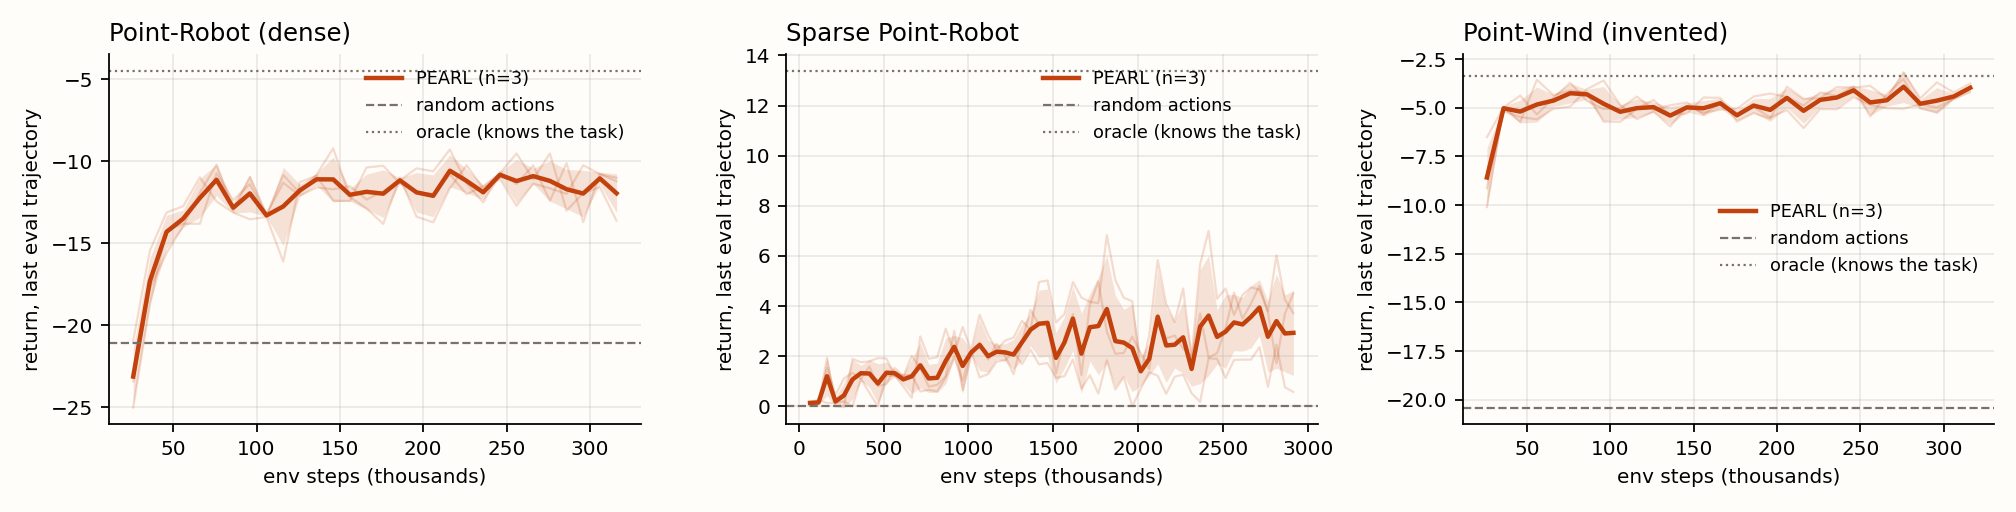 Point-Robot (dense)
return, last eval trajectory
−5
−10
−15
−20
−25
PEARL (n=3)
random actions
oracle (knows the task)
50
100
150
200
250
300
env steps (thousands)
Sparse Point-Robot
return, last eval trajectory
14
12
10
8
6
4
2
0
PEARL (n=3)
random actions
oracle (knows the task)
0
500
1000
1500
2000
2500
3000
env steps (thousands)
Point-Wind (invented)
return, last eval trajectory
−2.5
−5.0
−7.5
−10.0
−12.5
−15.0
−17.5
−20.0
PEARL (n=3)
random actions
oracle (knows the task)
50
100
150
200
250
300
env steps (thousands)